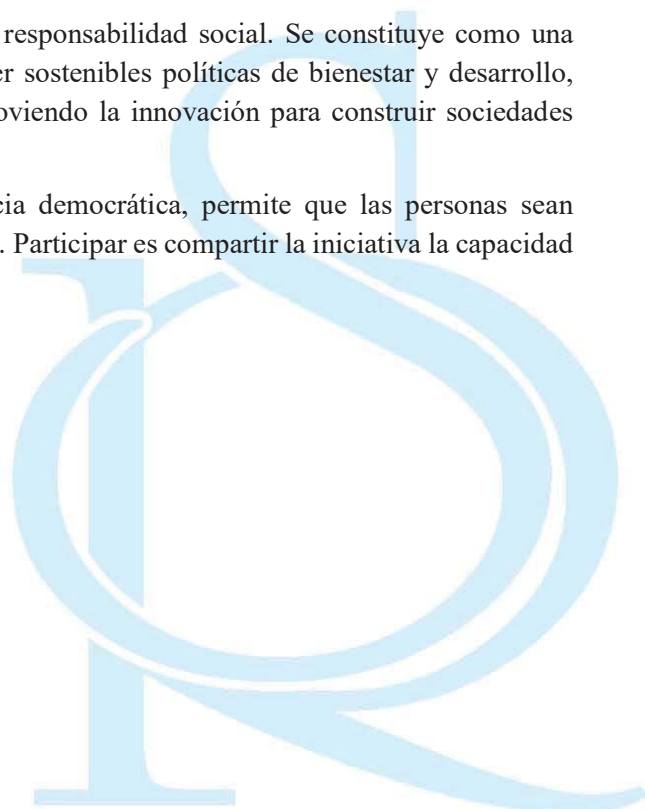 responsabilidad social. Se constituye como una
er sostenibles políticas de bienestar y desarrollo,
oviendo la innovación para construir sociedades
cia democrática, permite que las personas sean
. Participar es compartir la iniciativa la capacidad